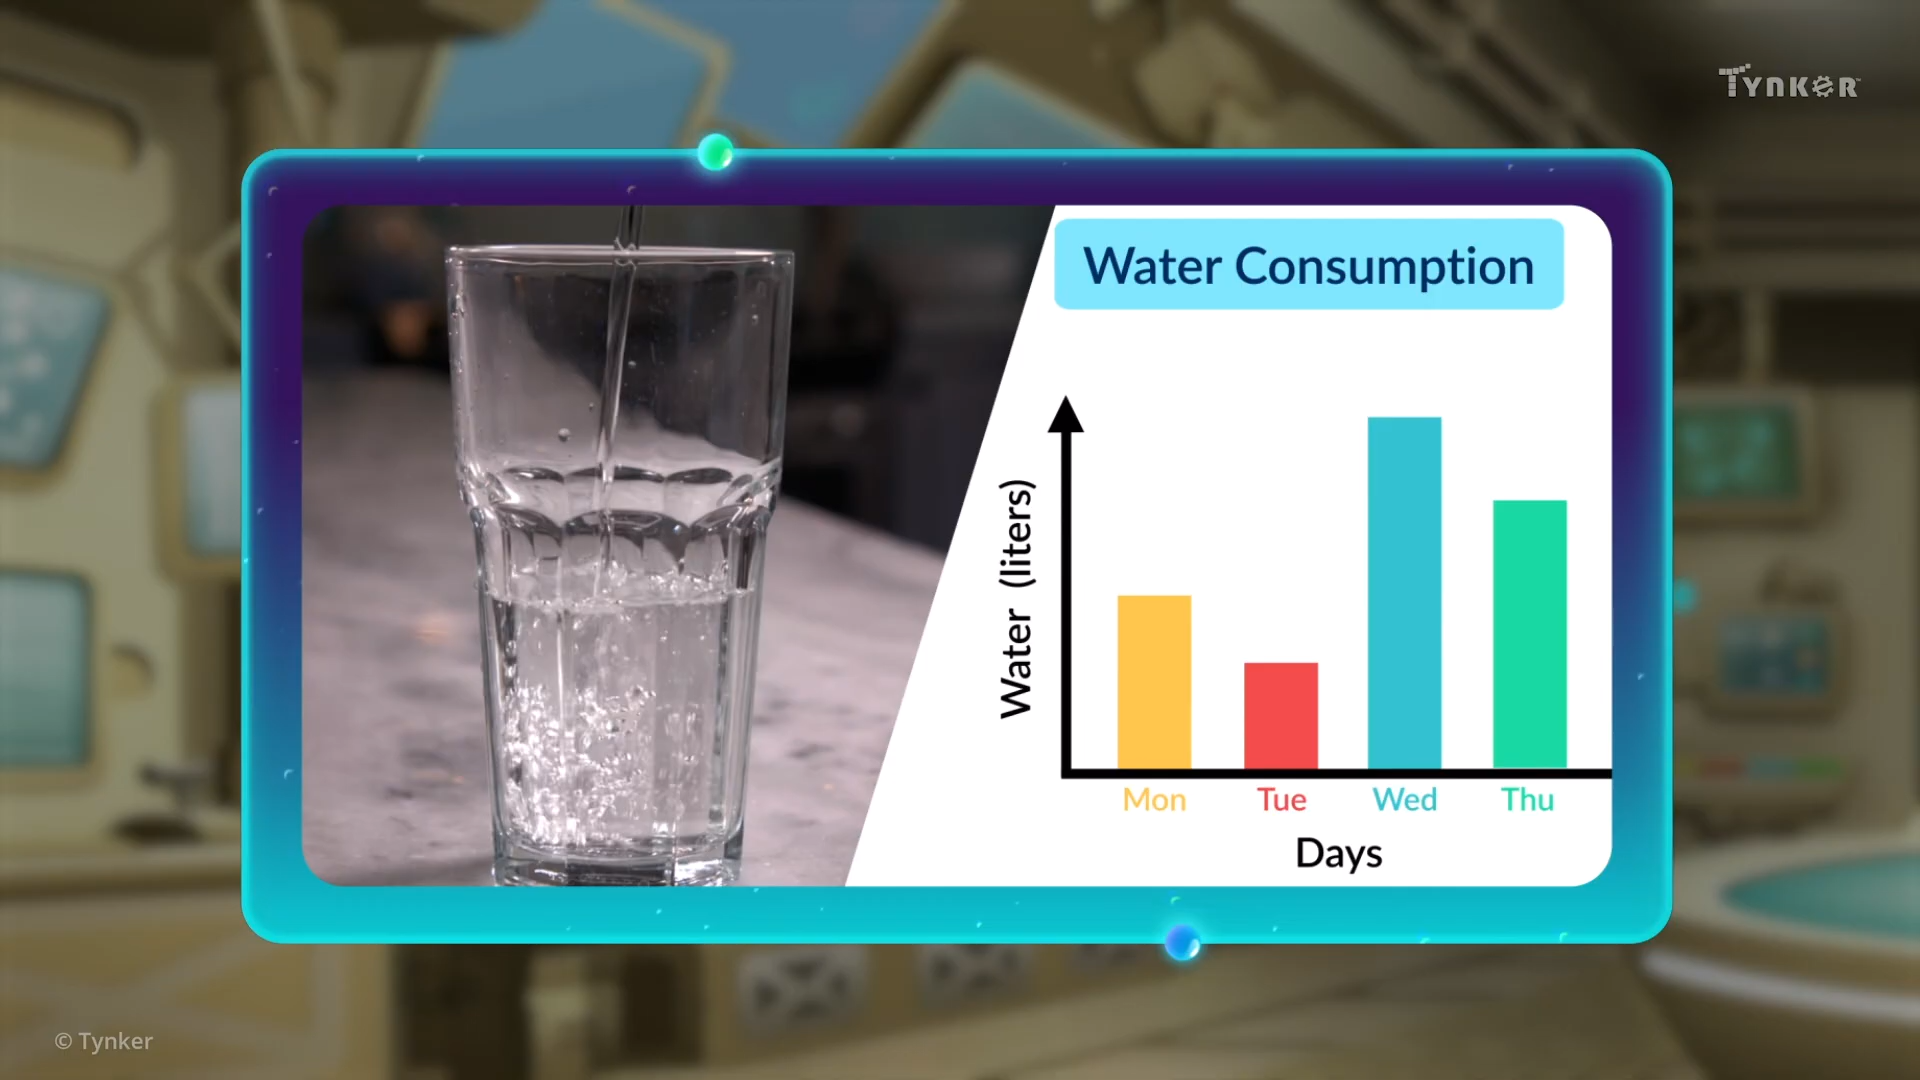 TYNKER
Water Consumption
Water (liters)
Mon Tue Wed Thu
Days
© Tynker